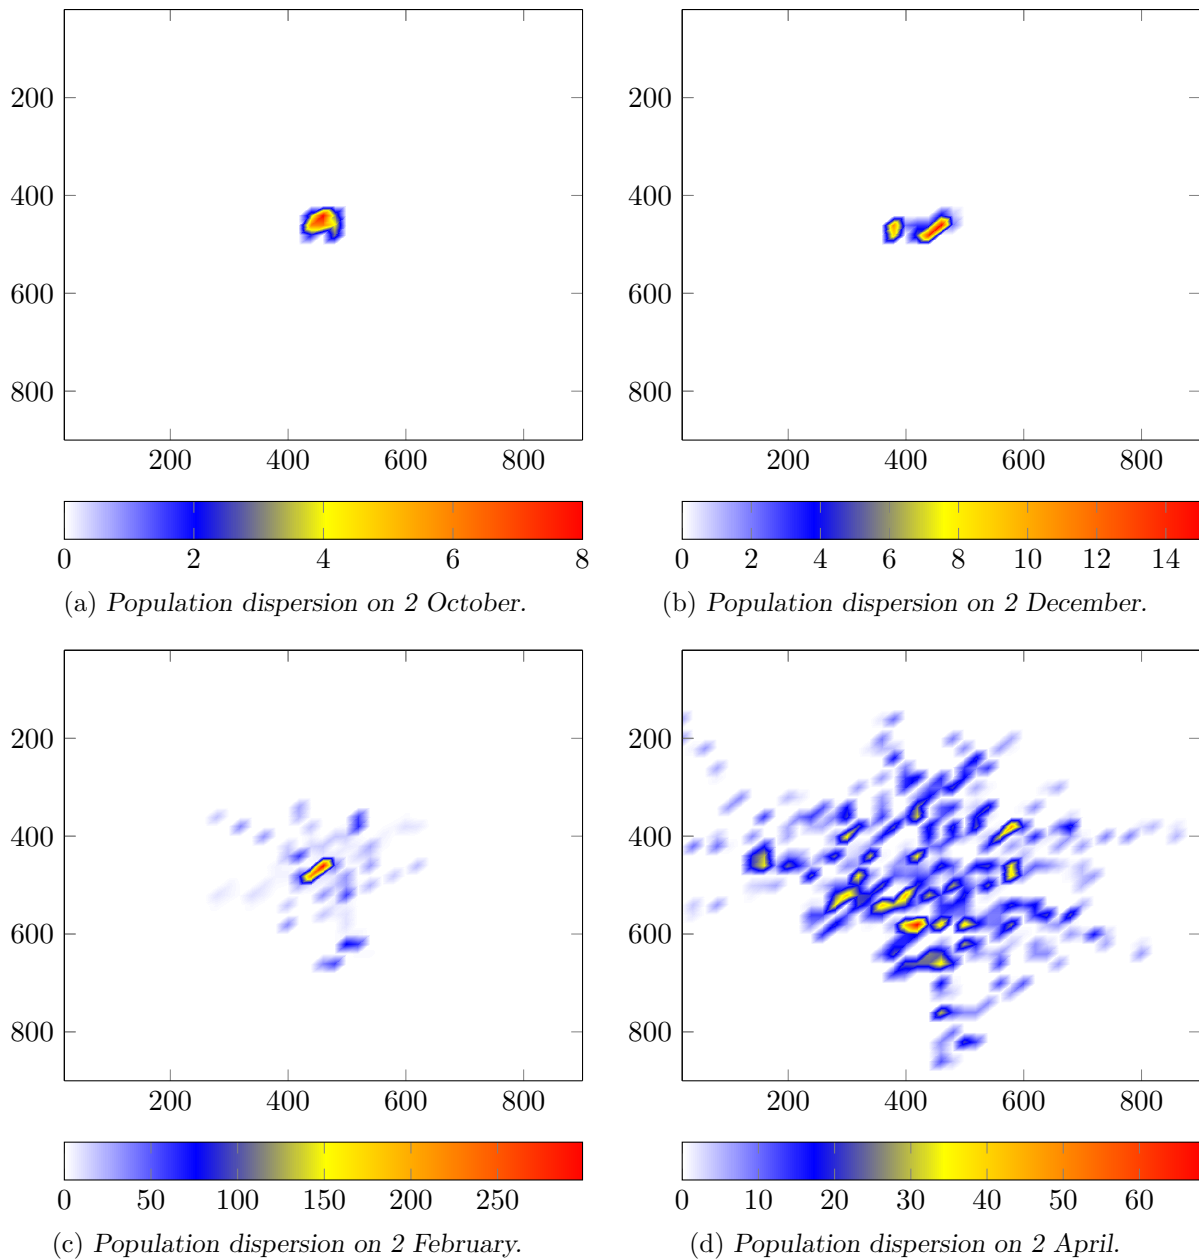 200
400
600
800
200 400 600 800
0 2 4 6 8
(a) Population dispersion on 2 October.
200
400
600
800
200 400 600 800
0 2 4 6 8 10 12 14
(b) Population dispersion on 2 December.
200
400
600
800
200 400 600 800
0 50 100 150 200 250
(c) Population dispersion on 2 February.
200
400
600
800
200 400 600 800
0 10 20 30 40 50 60
(d) Population dispersion on 2 April.